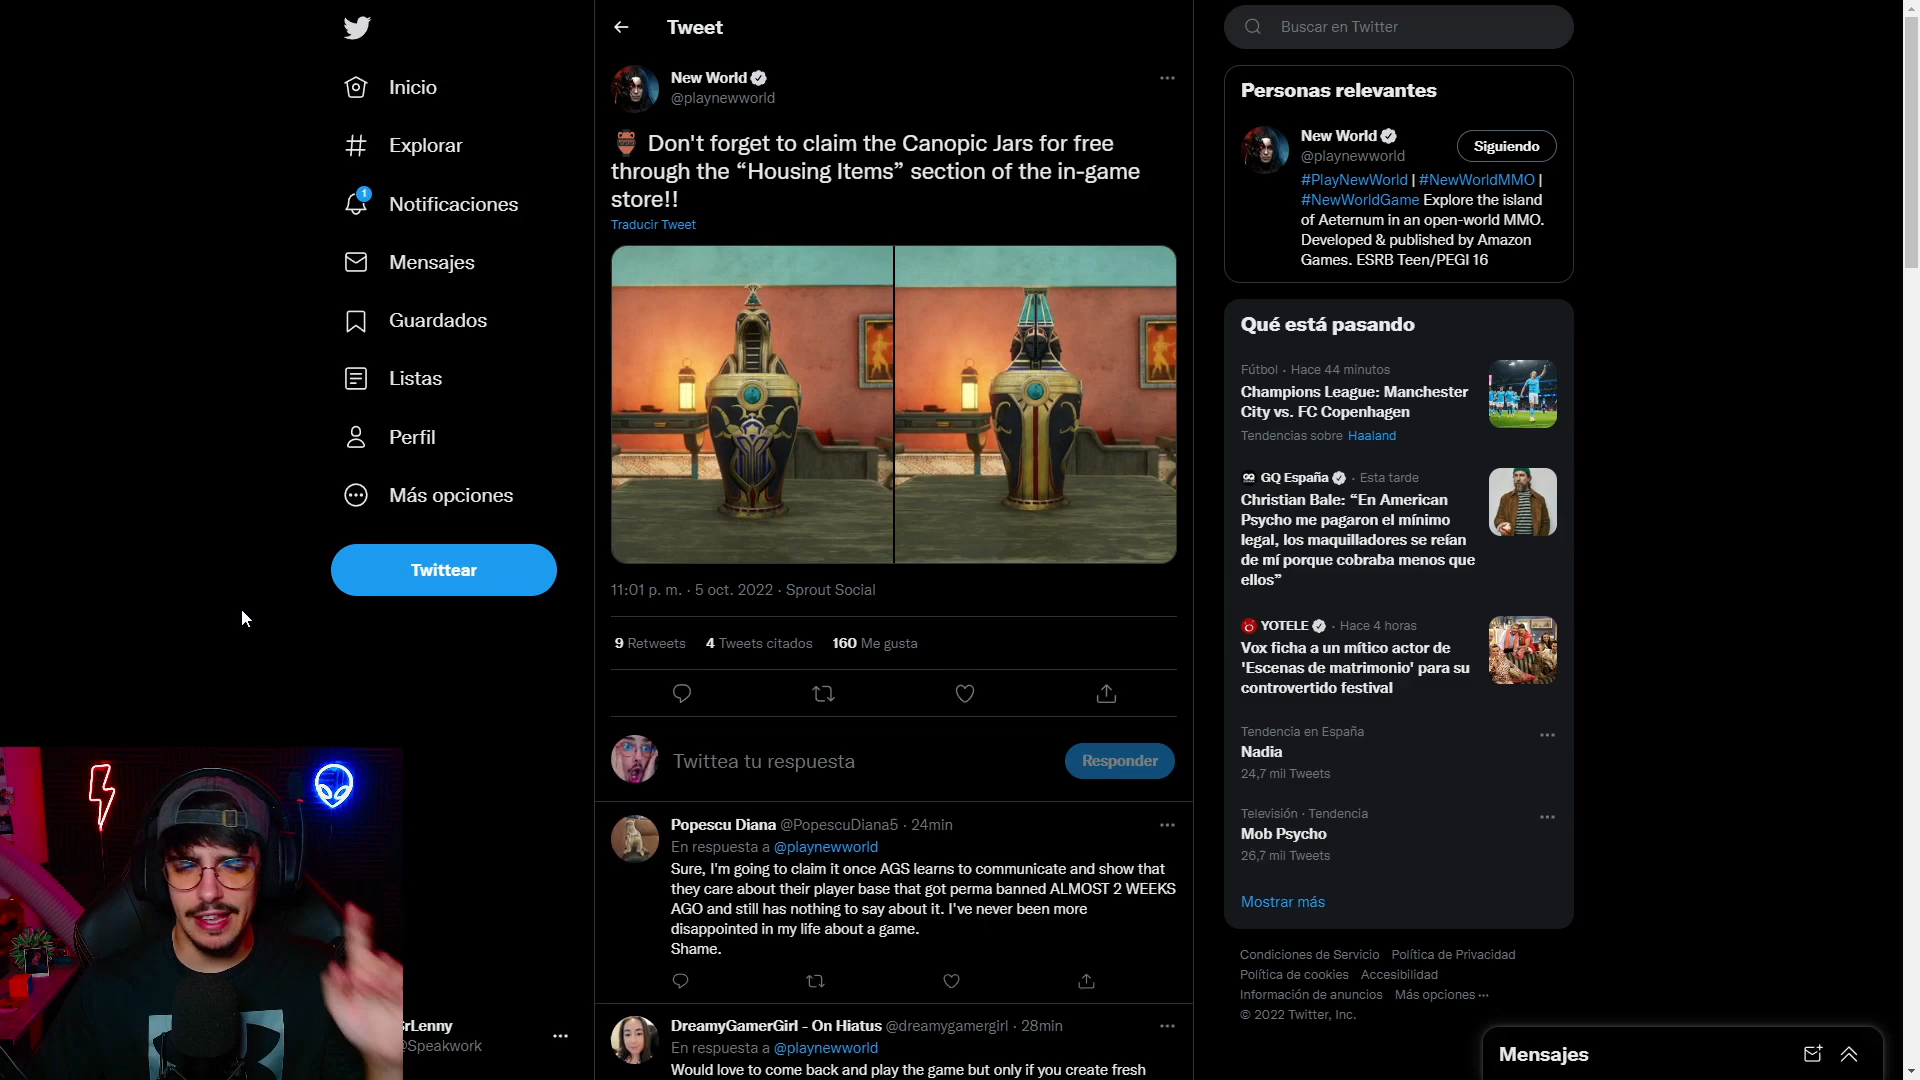 Inicio
Explorar
1
Notificaciones
Mensajes
Guardados
Listas
Perfil
Más opciones
Twittear
rLenny
Speakwork
Tweet
New World
@playnewworld
Don't forget to claim the Canopic Jars for free
through the “Housing Items” section of the in-game
store!!
Traducir Tweet
11:01 p. m. · 5 oct. 2022 · Sprout Social
9 Retweets 4 Tweets citados 160 Me gusta
Twittea tu respuesta
Responder
Popescu Diana @PopescuDiana5 · 24min
En respuesta a @playnewworld
Sure, I'm going to claim it once AGS learns to communicate and show that
they care about their player base that got perma banned ALMOST 2 WEEKS
AGO and still has nothing to say about it. I've never been more
disappointed in my life about a game.
Shame.
DreamyGamerGirl - On Hiatus @dreamygamergirl · 28min
En respuesta a @playnewworld
Would love to come back and play the game but only if you create fresh
Buscar en Twitter
Personas relevantes
New World
@playnewworld
Siguiendo
#PlayNewWorld | #NewWorldMMO |
#NewWorldGame Explore the island
of Aeternum in an open-world MMO.
Developed & published by Amazon
Games. ESRB Teen/PEGI 16
Qué está pasando
Fútbol · Hace 44 minutos
Champions League: Manchester
City vs. FC Copenhagen
Tendencias sobre Haaland
GQ España · Esta tarde
Christian Bale: “En American
Psycho me pagaron el mínimo
legal, los maquilladores se reían
de mí porque cobraba menos que
ellos”
YOTELE · Hace 4 horas
Vox ficha a un mítico actor de
'Escenas de matrimonio' para su
controvertido festival
Tendencia en España
Nadia
24,7 mil Tweets
Televisión · Tendencia
Mob Psycho
26,7 mil Tweets
Mostrar más
Condiciones de Servicio Política de Privacidad
Política de cookies Accesibilidad
Información de anuncios Más opciones ···
© 2022 Twitter, Inc.
Mensajes